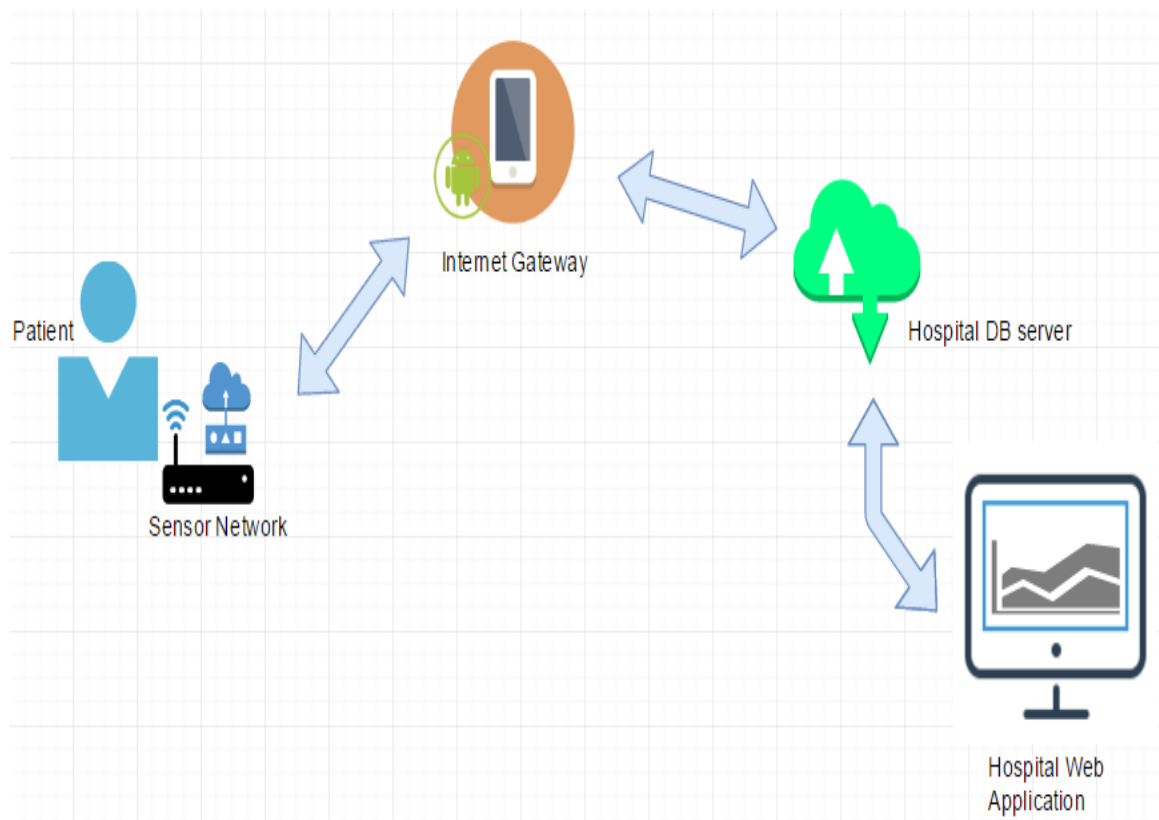 Internet Gateway
Patient
Hospital DB server
Sensor Network
Hospital Web
Application